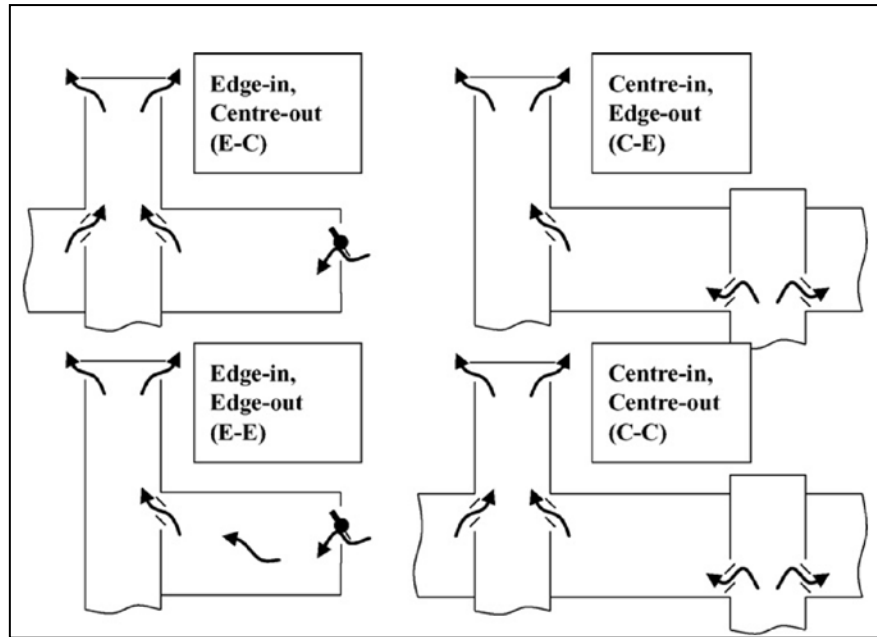 Edge-in,
Centre-out
(E-C)
Centre-in,
Edge-out
(C-E)
Edge-in,
Edge-out
(E-E)
Centre-in,
Centre-out
(C-C)